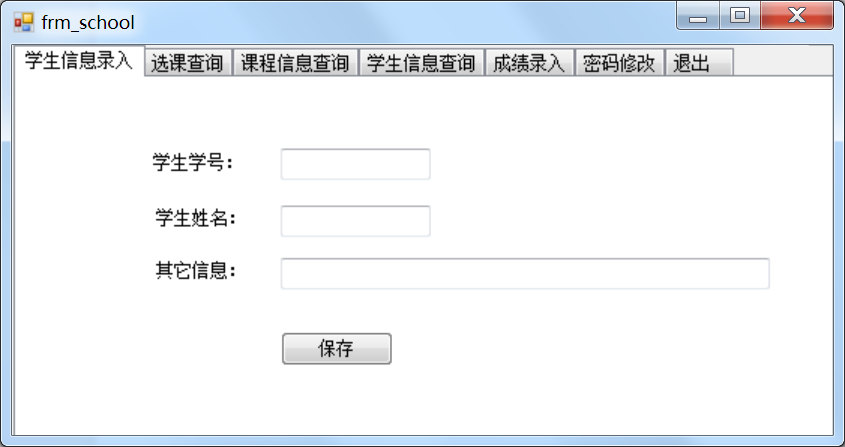 frm_school
学生信息录入 选课查询 课程信息查询 学生信息查询 成绩录入 密码修改 退出
学生学号：
学生姓名：
其它信息：
保存